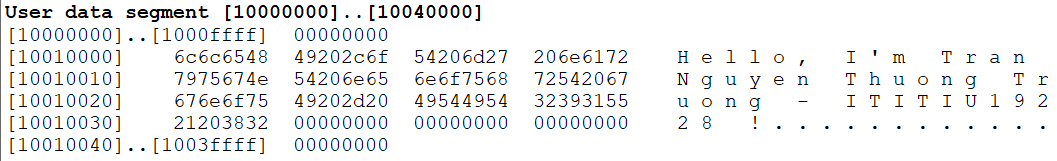 User data segment [10000000]..[10040000]
[10000000]..[1000ffff] 00000000
[10010000] 6c6c6548 49202c6f 54206d27 206e6172 H e l l o , I ' m T r a n
[10010010] 7975674e 54206e65 6e6f7568 72542067 N g u y e n T h u o n g T r
[10010020] 676e6f75 49202d20 49544954 32393155 u o n g - I T I T I U 1 9 2
[10010030] 21203832 00000000 00000000 00000000 2 8 ! . . . . . . . . . . . .
[10010040]..[1003ffff] 00000000